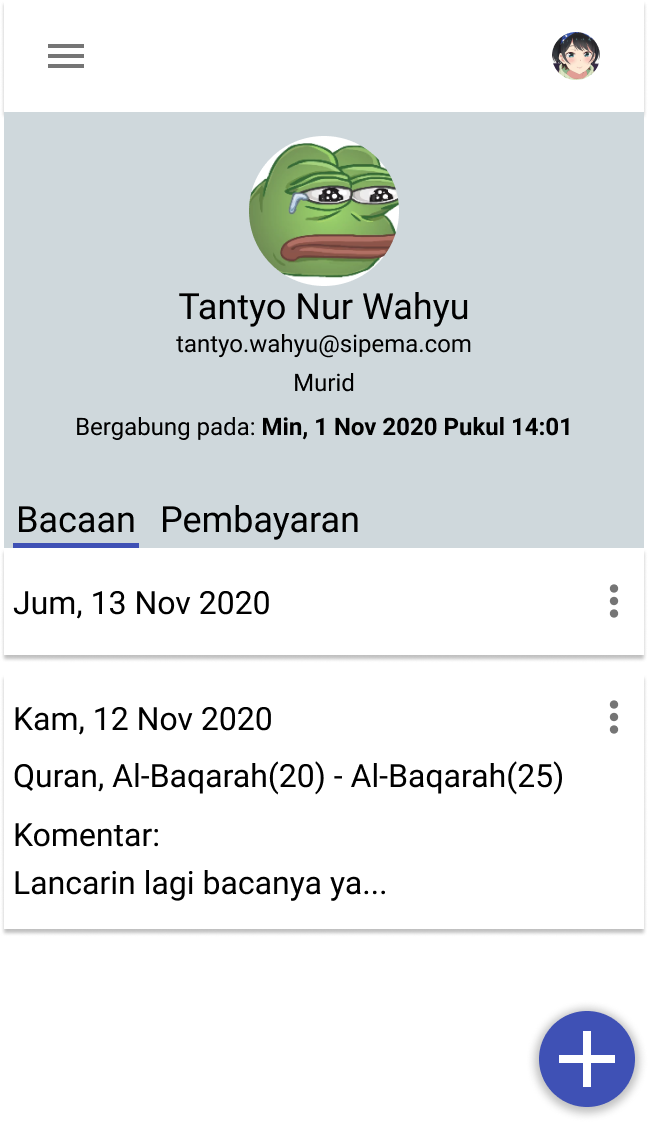 Tantyo Nur Wahyu
tantyo.wahyu@sipema.com
Murid
Bergabung pada: Min, 1 Nov 2020 Pukul 14:01
Bacaan Pembayaran
Jum, 13 Nov 2020
Kam, 12 Nov 2020
Quran, Al-Baqarah(20) - Al-Baqarah(25)
Komentar:
Lancarin lagi bacanya ya...